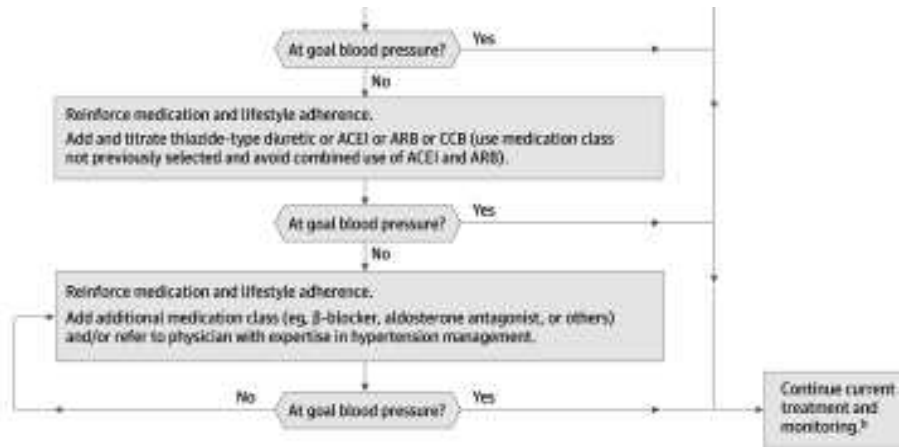 At goal blood pressure?
Yes
No
Reinforce medication and lifestyle adherence.
Add and titrate thiazide-type diuretic or ACEI or ARB or CCB (use medication class
not previously selected and avoid combined use of ACEI and ARB).
At goal blood pressure?
Yes
No
Reinforce medication and lifestyle adherence.
Add additional medication class (eg, β-blocker, aldosterone antagonist, or others)
and/or refer to physician with expertise in hypertension management.
No
At goal blood pressure?
Yes
Continue current
treatment and
monitoring.b